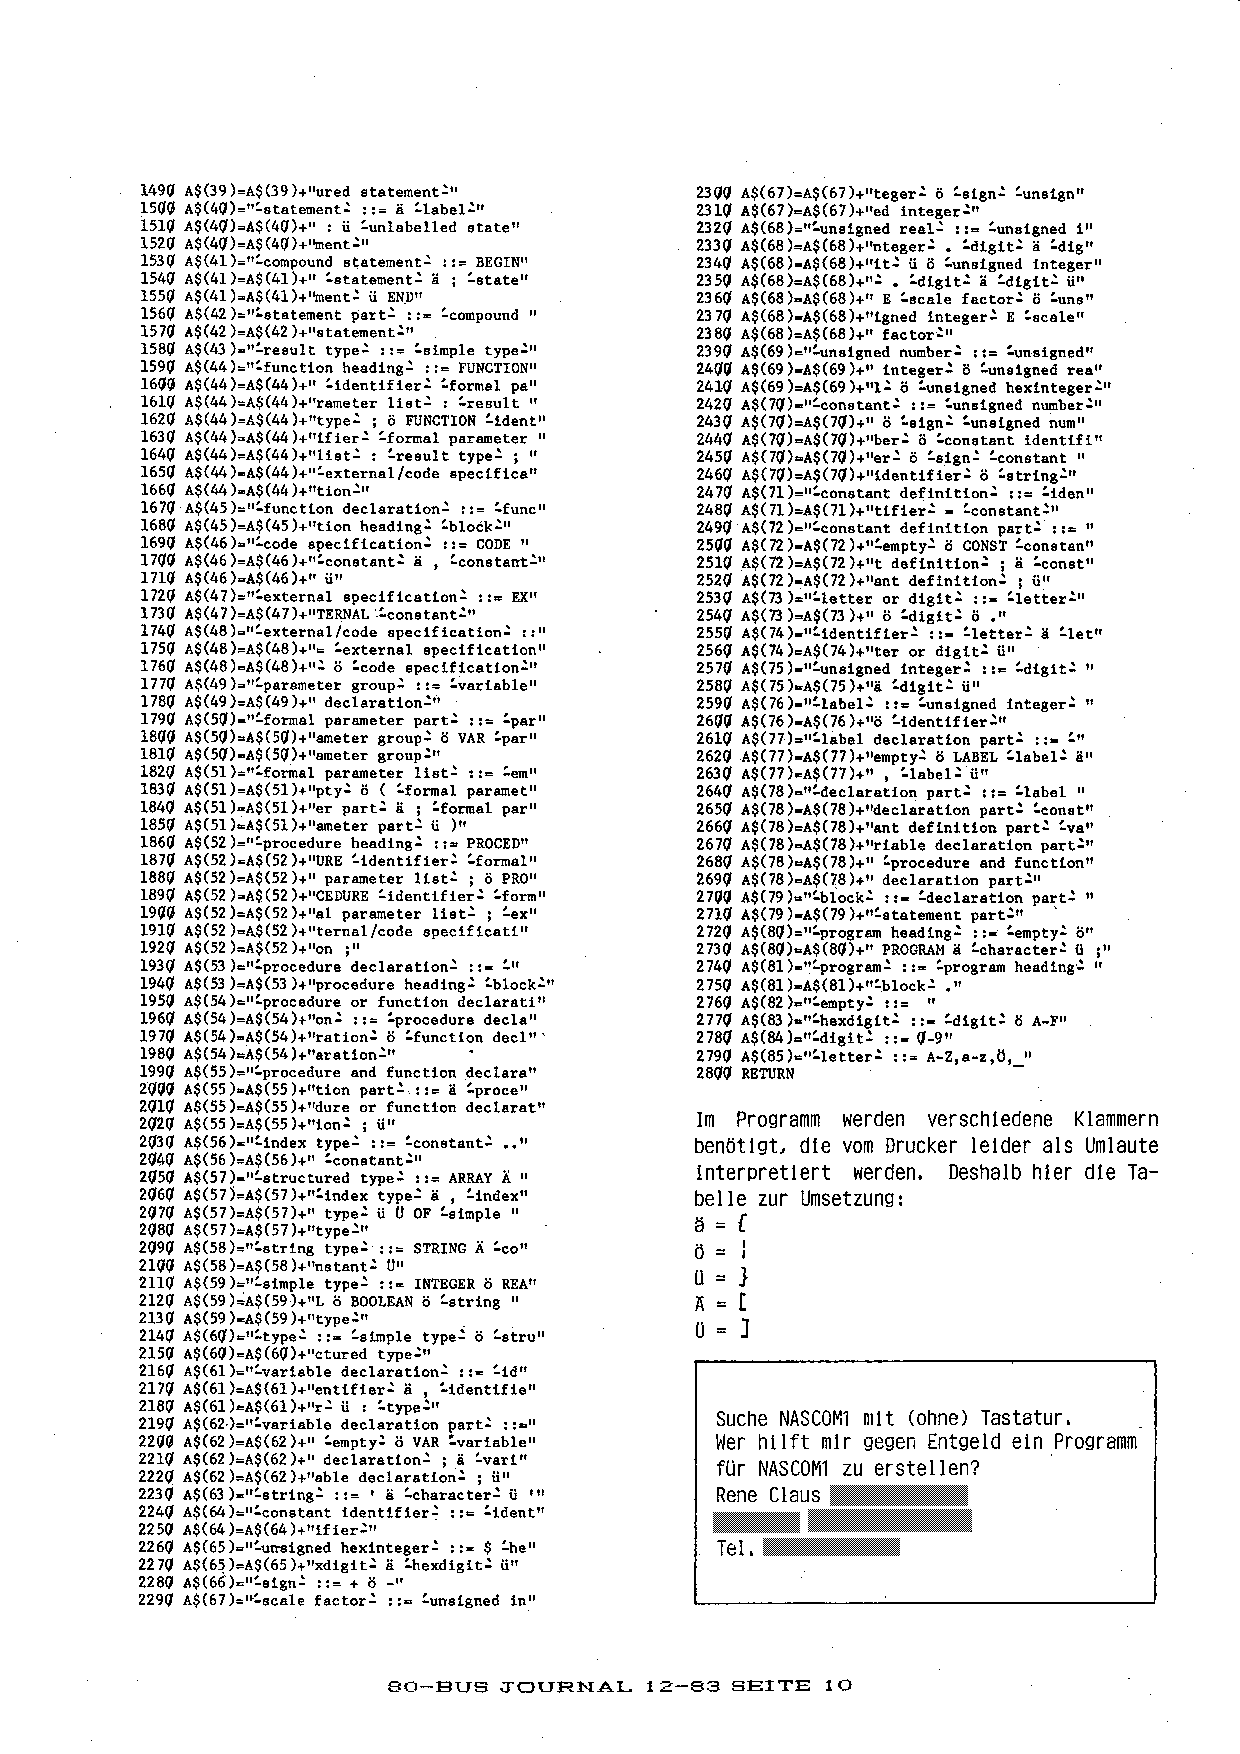 1490 A$(39)=A$(39)+"ured statement≥"
1500 A$(40)="≤statement≥ ::= ä ≤label≥"
1510 A$(40)=A$(40)+" : ü ≤unlabelled state"
1520 A$(40)=A$(40)+"ment≥"
1530 A$(41)="≤compound statement≥ ::= BEGIN"
1540 A$(41)=A$(41)+" ≤statement≥ ä ; ≤state"
1550 A$(41)=A$(41)+"ment≥ ü END"
1560 A$(42)="≤statement part≥ ::= ≤compound "
1570 A$(42)=A$(42)+"statement≥"
1580 A$(43)="≤result type≥ ::= ≤simple type≥"
1590 A$(44)="≤function heading≥ ::= FUNCTION"
1600 A$(44)=A$(44)+" ≤identifier≥ ≤formal pa"
1610 A$(44)=A$(44)+"rameter list≥ : ≤result "
1620 A$(44)=A$(44)+"type≥ ; ö FUNCTION ≤ident"
1630 A$(44)=A$(44)+"ifier≥ ≤formal parameter "
1640 A$(44)=A$(44)+"list≥ : ≤result type≥ ; "
1650 A$(44)=A$(44)+"≤external/code specifica"
1660 A$(44)=A$(44)+"tion≥"
1670 A$(45)="≤function declaration≥ ::= ≤func"
1680 A$(45)=A$(45)+"tion heading≥ ≤block≥"
1690 A$(46)="≤code specification≥ ::= CODE "
1700 A$(46)=A$(46)+"≤constant≥ ä , ≤constant≥"
1710 A$(46)=A$(46)+" ü"
1720 A$(47)="≤external specification≥ ::= EX"
1730 A$(47)=A$(47)+"TERNAL ≤constant≥"
1740 A$(48)="≤external/code specification≥ ::"
1750 A$(48)=A$(48)+"= ≤external specification"
1760 A$(48)=A$(48)+"≥ ö ≤code specification≥"
1770 A$(49)="≤parameter group≥ ::= ≤variable"
1780 A$(49)=A$(49)+" declaration≥"
1790 A$(50)="≤formal parameter part≥ ::= ≤par"
1800 A$(50)=A$(50)+"ameter group≥ ö VAR ≤par"
1810 A$(50)=A$(50)+"ameter group≥"
1820 A$(51)="≤formal parameter list≥ ::= ≤em"
1830 A$(51)=A$(51)+"pty≥ ö ( ≤formal paramet"
1840 A$(51)=A$(51)+"er part≥ ä ; ≤formal par"
1850 A$(51)=A$(51)+"ameter part≥ ü )"
1860 A$(52)="≤procedure heading≥ ::= PROCED"
1870 A$(52)=A$(52)+"URE ≤identifier≥ ≤formal"
1880 A$(52)=A$(52)+" parameter list≥ ; ö PRO"
1890 A$(52)=A$(52)+"CEDURE ≤identifier≥ ≤form"
1900 A$(52)=A$(52)+"al parameter list≥ ; ≤ex"
1910 A$(52)=A$(52)+"ternal/code specificati"
1920 A$(52)=A$(52)+"on ;"
1930 A$(53)="≤procedure declaration≥ ::= ≤"
1940 A$(53)=A$(53)+"procedure heading≥ ≤block≥"
1950 A$(54)="≤procedure or function declarati"
1960 A$(54)=A$(54)+"on≥ ::= ≤procedure decla"
1970 A$(54)=A$(54)+"ration≥ ö ≤function decl"
1980 A$(54)=A$(54)+"aration≥"
1990 A$(55)="≤procedure and function declara"
2000 A$(55)=A$(55)+"tion part≥ ::= ä ≤proce"
2010 A$(55)=A$(55)+"dure or function declarat"
2020 A$(55)=A$(55)+"ion≥ ; ü"
2030 A$(56)="≤index type≥ ::= ≤constant≥ .."
2040 A$(56)=A$(56)+" ≤constant≥"
2050 A$(57)="≤structured type≥ ::= ARRAY Ä "
2060 A$(57)=A$(57)+"≤index type≥ ä , ≤index"
2070 A$(57)=A$(57)+" type≥ ü Ü OF ≤simple "
2080 A$(57)=A$(57)+"type≥"
2090 A$(58)="≤string type≥ ::= STRING Ä ≤co"
2100 A$(58)=A$(58)+"nstant≥ Ü"
2110 A$(59)="≤simple type≥ ::= INTEGER ö REA"
2120 A$(59)=A$(59)+"L ö BOOLEAN ö ≤string "
2130 A$(59)=A$(59)+"type≥"
2140 A$(60)="≤type≥ ::= ≤simple type≥ ö ≤stru"
2150 A$(60)=A$(60)+"ctured type≥"
2160 A$(61)="≤variable declaration≥ ::= ≤id"
2170 A$(61)=A$(61)+"entifier≥ ä , ≤identifie"
2180 A$(61)=A$(61)+"r≥ ü : ≤type≥"
2190 A$(62)="≤variable declaration part≥ ::="
2200 A$(62)=A$(62)+" ≤empty≥ ö VAR ≤variable"
2210 A$(62)=A$(62)+" declaration≥ ; ä ≤vari"
2220 A$(62)=A$(62)+"able declaration≥ ; ü"
2230 A$(63)="≤string≥ ::= ' ä ≤character≥ ü '"
2240 A$(64)="≤constant identifier≥ ::= ≤ident"
2250 A$(64)=A$(64)+"ifier≥"
2260 A$(65)="≤unsigned hexinteger≥ ::= $ ≤he"
2270 A$(65)=A$(65)+"xdigit≥ ä ≤hexdigit≥ ü"
2280 A$(66)="≤sign≥ ::= + ö -"
2290 A$(67)="≤scale factor≥ ::= ≤unsigned in"
2300 A$(67)=A$(67)+"teger≥ ö ≤sign≥ ≤unsign"
2310 A$(67)=A$(67)+"ed integer≥"
2320 A$(68)="≤unsigned real≥ ::= ≤unsigned i"
2330 A$(68)=A$(68)+"nteger≥ . ≤digit≥ ä ≤dig"
2340 A$(68)=A$(68)+"it≥ ü ö ≤unsigned integer"
2350 A$(68)=A$(68)+"≥ . ≤digit≥ ä ≤digit≥ ü"
2360 A$(68)=A$(68)+" E ≤scale factor≥ ö ≤uns"
2370 A$(68)=A$(68)+"igned integer≥ E ≤scale"
2380 A$(68)=A$(68)+" factor≥"
2390 A$(69)="≤unsigned number≥ ::= ≤unsigned"
2400 A$(69)=A$(69)+" integer≥ ö ≤unsigned rea"
2410 A$(69)=A$(69)+"l≥ ö ≤unsigned hexinteger≥"
2420 A$(70)="≤constant≥ ::= ≤unsigned number≥"
2430 A$(70)=A$(70)+" ö ≤sign≥ ≤unsigned num"
2440 A$(70)=A$(70)+"ber≥ ö ≤constant identifi"
2450 A$(70)=A$(70)+"er≥ ö ≤sign≥ ≤constant "
2460 A$(70)=A$(70)+"identifier≥ ö ≤string≥"
2470 A$(71)="≤constant definition≥ ::= ≤iden"
2480 A$(71)=A$(71)+"tifier≥ = ≤constant≥"
2490 A$(72)="≤constant definition part≥ ::= "
2500 A$(72)=A$(72)+"≤empty≥ ö CONST ≤constan"
2510 A$(72)=A$(72)+"t definition≥ ; ä ≤const"
2520 A$(72)=A$(72)+"ant definition≥ ; ü"
2530 A$(73)="≤letter or digit≥ ::= ≤letter≥"
2540 A$(73)=A$(73)+" ö ≤digit≥ ö ."
2550 A$(74)="≤identifier≥ ::= ≤letter≥ ä ≤let"
2560 A$(74)=A$(74)+"ter or digit≥ ü"
2570 A$(75)="≤unsigned integer≥ ::= ≤digit≥ "
2580 A$(75)=A$(75)+"ä ≤digit≥ ü"
2590 A$(76)="≤label≥ ::= ≤unsigned integer≥ "
2600 A$(76)=A$(76)+"ö ≤identifier≥"
2610 A$(77)="≤label declaration part≥ ::= ≤"
2620 A$(77)=A$(77)+"empty≥ ö LABEL ≤label≥ ä"
2630 A$(77)=A$(77)+" , ≤label≥ ü"
2640 A$(78)="≤declaration part≥ ::= ≤label "
2650 A$(78)=A$(78)+"declaration part≥ ≤const"
2660 A$(78)=A$(78)+"ant definition part≥ ≤va"
2670 A$(78)=A$(78)+"riable declaration part≥"
2680 A$(78)=A$(78)+" ≤procedure and function"
2690 A$(78)=A$(78)+" declaration part≥"
2700 A$(79)="≤block≥ ::= ≤declaration part≥ "
2710 A$(79)=A$(79)+"≤statement part≥"
2720 A$(80)="≤program heading≥ ::= ≤empty≥ ö"
2730 A$(80)=A$(80)+" PROGRAM ä ≤character≥ ü ;"
2740 A$(81)="≤program≥ ::= ≤program heading≥ "
2750 A$(81)=A$(81)+"≤block≥ ."
2760 A$(82)="≤empty≥ ::=  "
2770 A$(83)="≤hexdigit≥ ::= ≤digit≥ ö A-F"
2780 A$(84)="≤digit≥ ::= 0-9"
2790 A$(85)="≤letter≥ ::= A-Z,a-z,Ö,_"
2800 RETURN
Im Programm werden verschiedene Klammern
benötigt, die vom Drucker leider als Umlaute
interpretiert werden. Deshalb hier die Ta-
belle zur Umsetzung:
ä = {
ö = ¦
ü = }
Ä = [
Ü = ]
Suche NASCOM1 mit (ohne) Tastatur.
Wer hilft mir gegen Entgeld ein Programm
für NASCOM1 zu erstellen?
Rene Claus
Tel.
80-BUS JOURNAL 12-83 SEITE 10